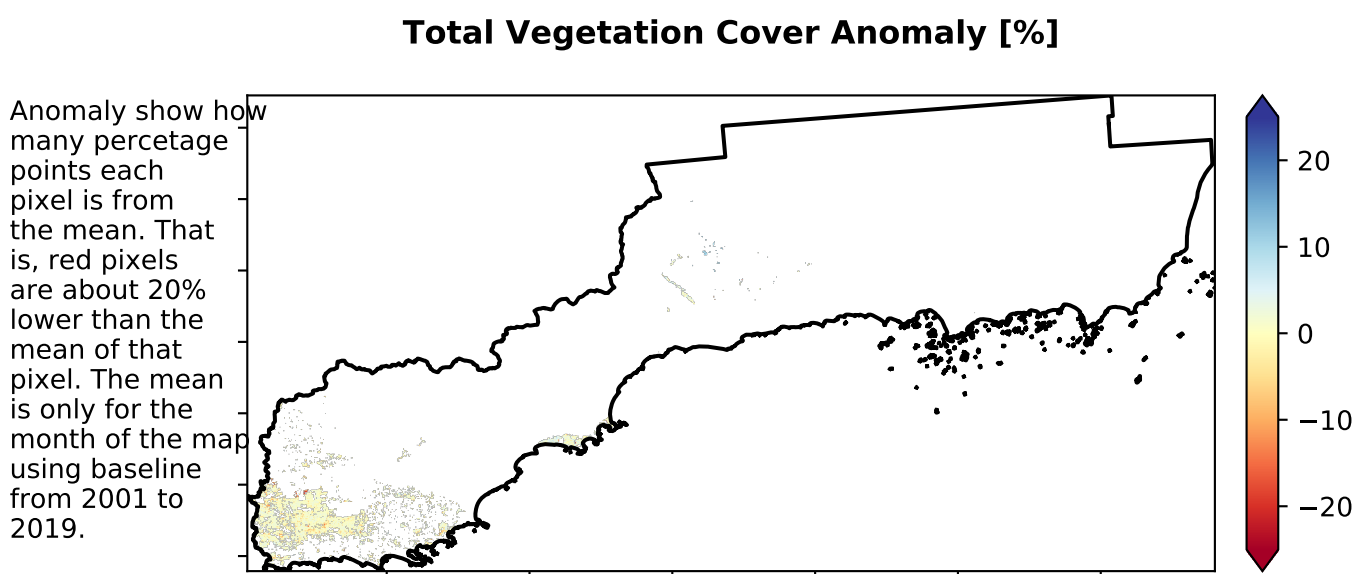 Total Vegetation Cover Anomaly [%]
Anomaly show how
many percetage
points each
pixel is from
the mean. That
is, red pixels
are about 20%
lower than the
mean of that
pixel. The mean
is only for the
month of the map
using baseline
from 2001 to
2019.
20
10
0
−10
−20